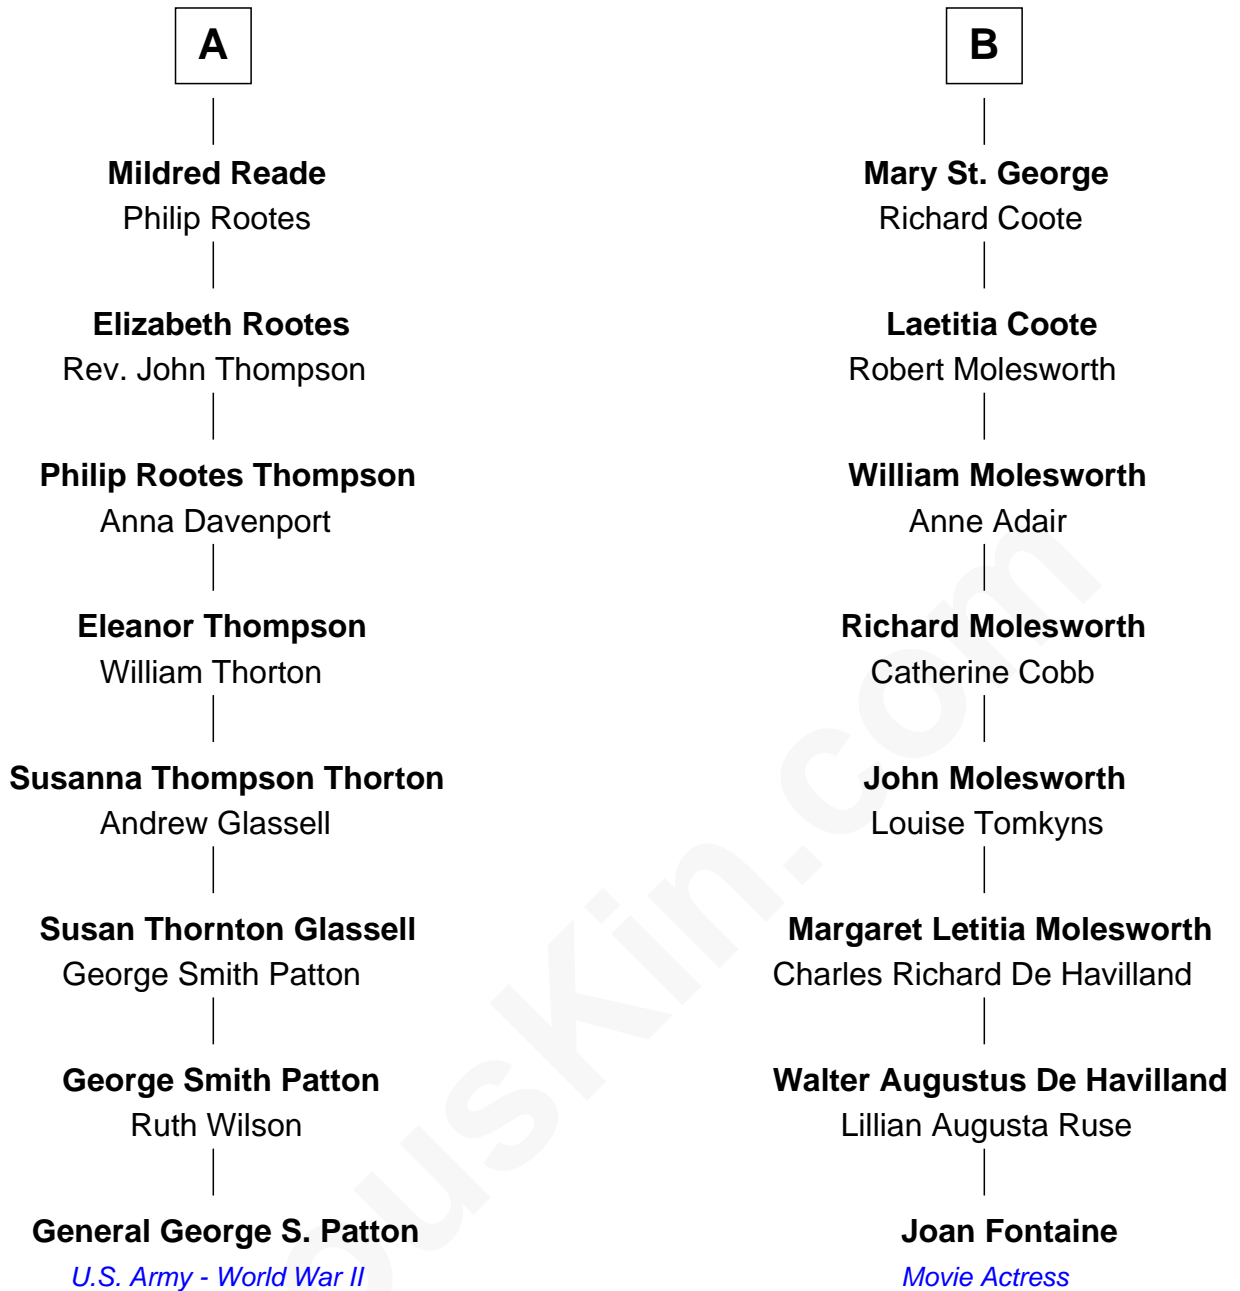 A
Mildred Reade
Philip Rootes
Elizabeth Rootes
Rev. John Thompson
Philip Rootes Thompson
Anna Davenport
Eleanor Thompson
William Thorton
Susanna Thompson Thorton
Andrew Glassell
Susan Thornton Glassell
George Smith Patton
George Smith Patton
Ruth Wilson
General George S. Patton
U.S. Army - World War II
B
Mary St. George
Richard Coote
Laetitia Coote
Robert Molesworth
William Molesworth
Anne Adair
Richard Molesworth
Catherine Cobb
John Molesworth
Louise Tomkyns
Margaret Letitia Molesworth
Charles Richard De Havilland
Walter Augustus De Havilland
Lillian Augusta Ruse
Joan Fontaine
Movie Actress
ousKin.com